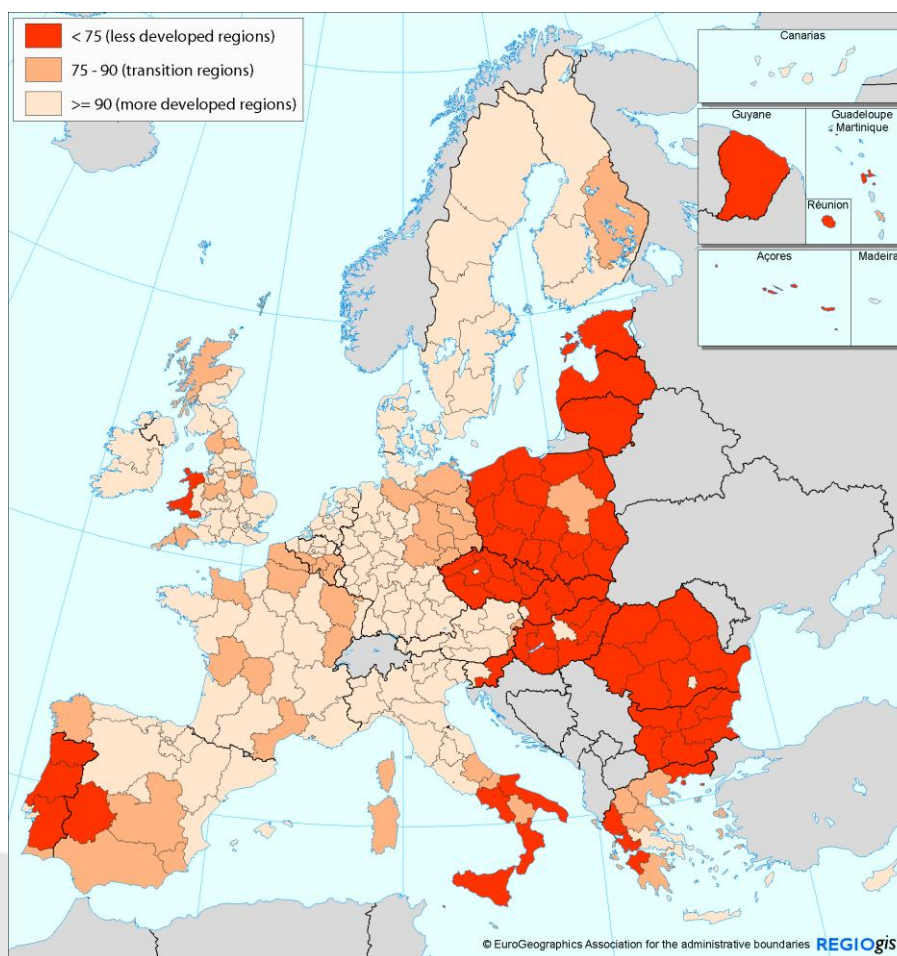 < 75 (less developed regions)
75 - 90 (transition regions)
>= 90 (more developed regions)
Canarias
Guyane
Guadeloupe
Martinique
Réunion
Açores
Madeira
© EuroGeographics Association for the administrative boundaries
REGIOgis